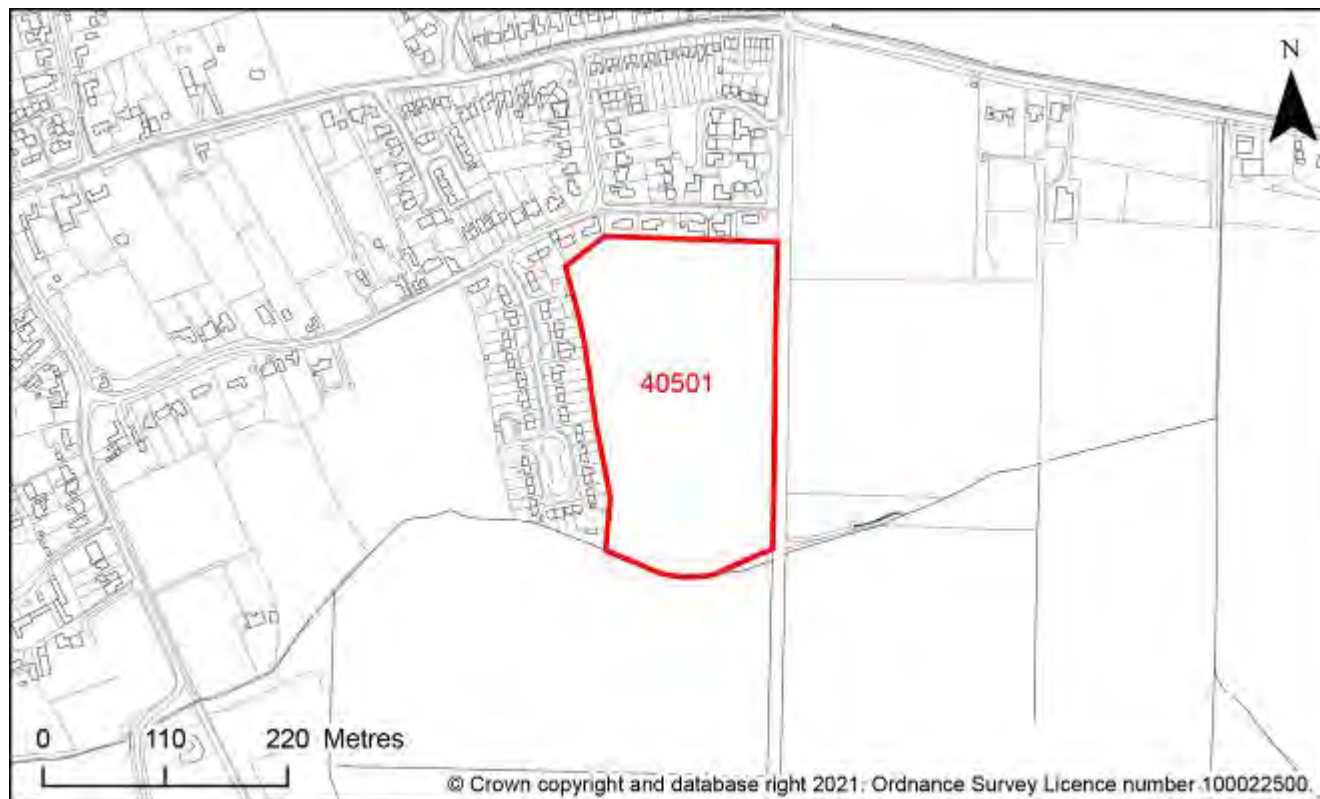 N
40501
0 110 220 Metres
© Crown copyright and database right 2021. Ordnance Survey Licence number 100022500.